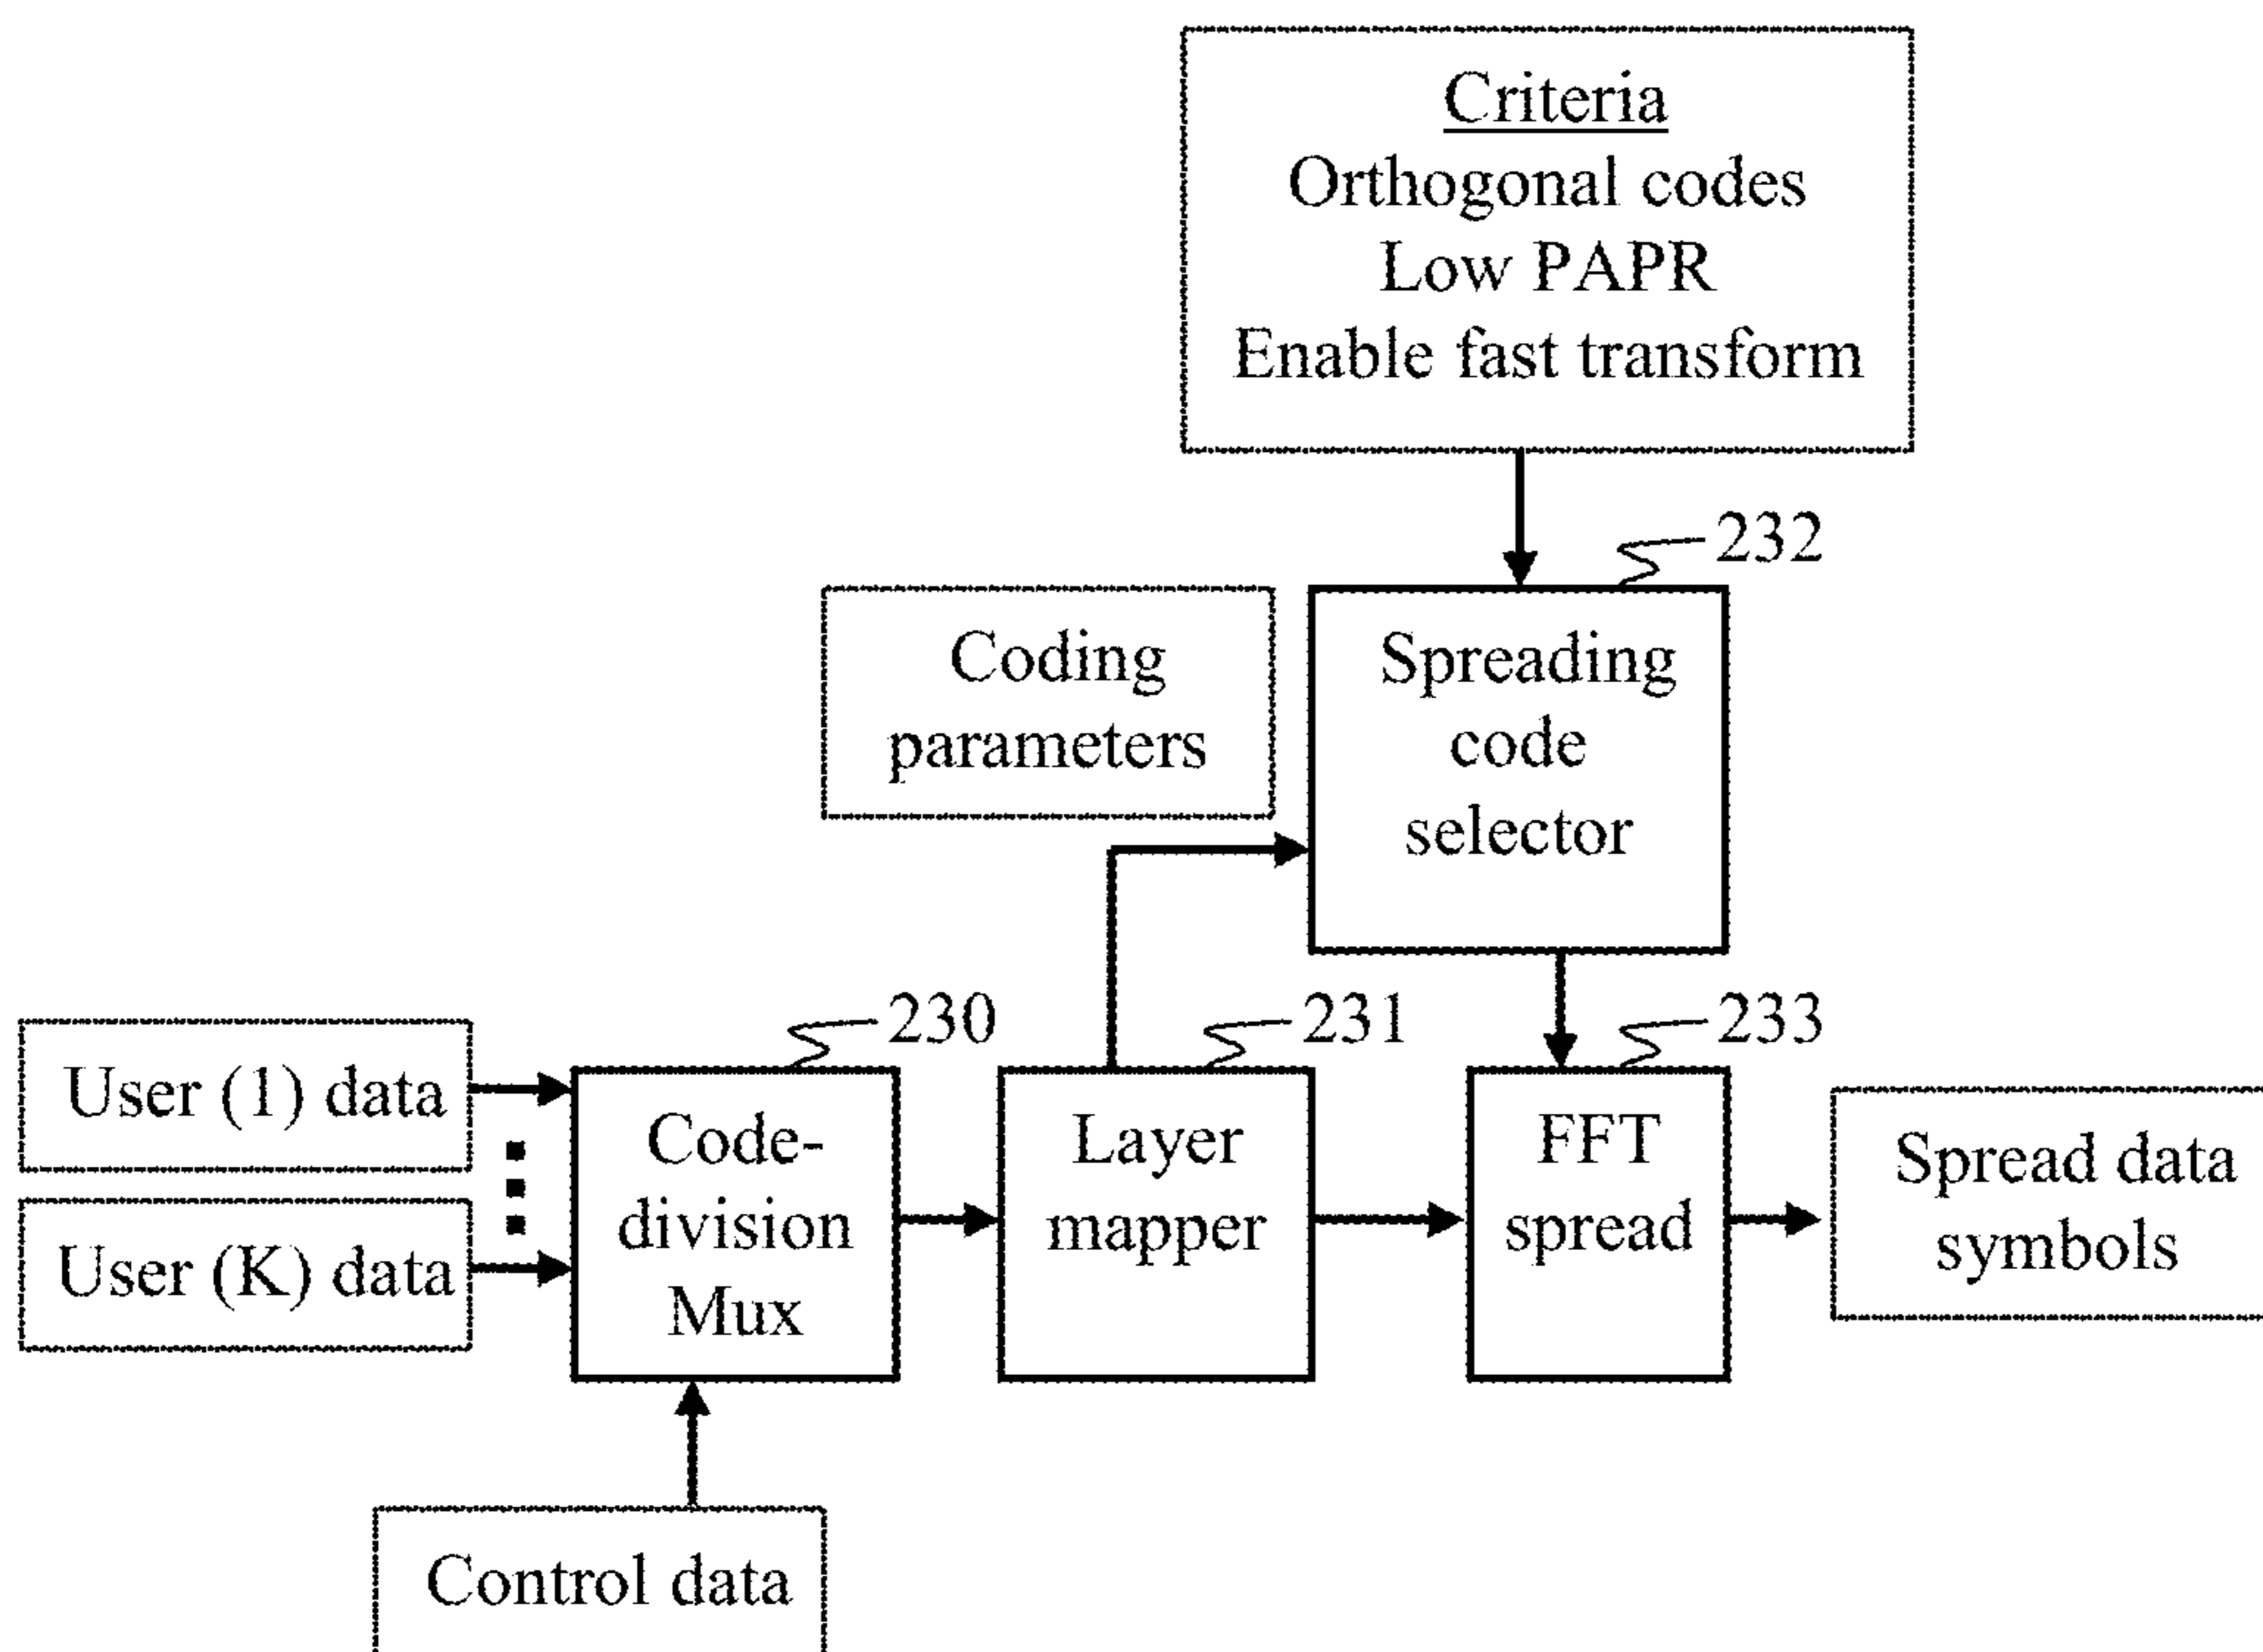 Criteria
Orthogonal codes
Low PAPR
Enable fast transform
232
Coding
parameters
Spreading
code
selector
230
231
233
User (1) data
User (K) data
Code-
division
Mux
Layer
mapper
FFT
spread
Spread data
symbols
Control data